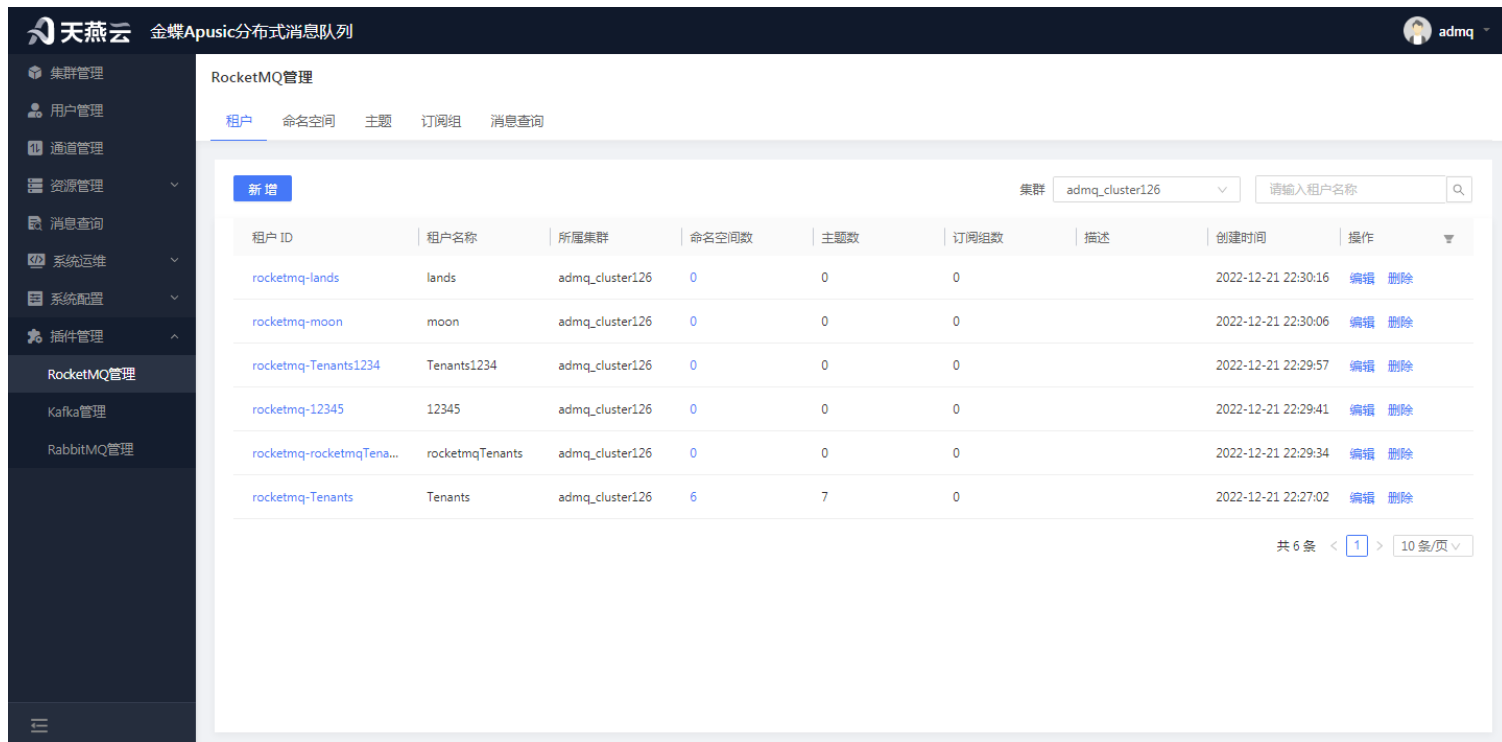 天燕云 金蝶Apusic分布式消息队列 admq
集群管理
用户管理
通道管理
资源管理
消息查询
系统运维
系统配置
插件管理
RocketMQ管理
Kafka管理
RabbitMQ管理
RocketMQ管理
租户 命名空间 主题 订阅组 消息查询
新增 集群 admq_cluster126 请输入租户名称
租户 ID 租户名称 所属集群 命名空间数 主题数 订阅组数 描述 创建时间 操作
rocketmq-lands lands admq_cluster126 0 0 0 2022-12-21 22:30:16 编辑 删除
rocketmq-moon moon admq_cluster126 0 0 0 2022-12-21 22:30:06 编辑 删除
rocketmq-Tenants1234 Tenants1234 admq_cluster126 0 0 0 2022-12-21 22:29:57 编辑 删除
rocketmq-12345 12345 admq_cluster126 0 0 0 2022-12-21 22:29:41 编辑 删除
rocketmq-rocketmqTena... rocketmqTenants admq_cluster126 0 0 0 2022-12-21 22:29:34 编辑 删除
rocketmq-Tenants Tenants admq_cluster126 6 7 0 2022-12-21 22:27:02 编辑 删除
共 6 条 < 1 > 10 条/页